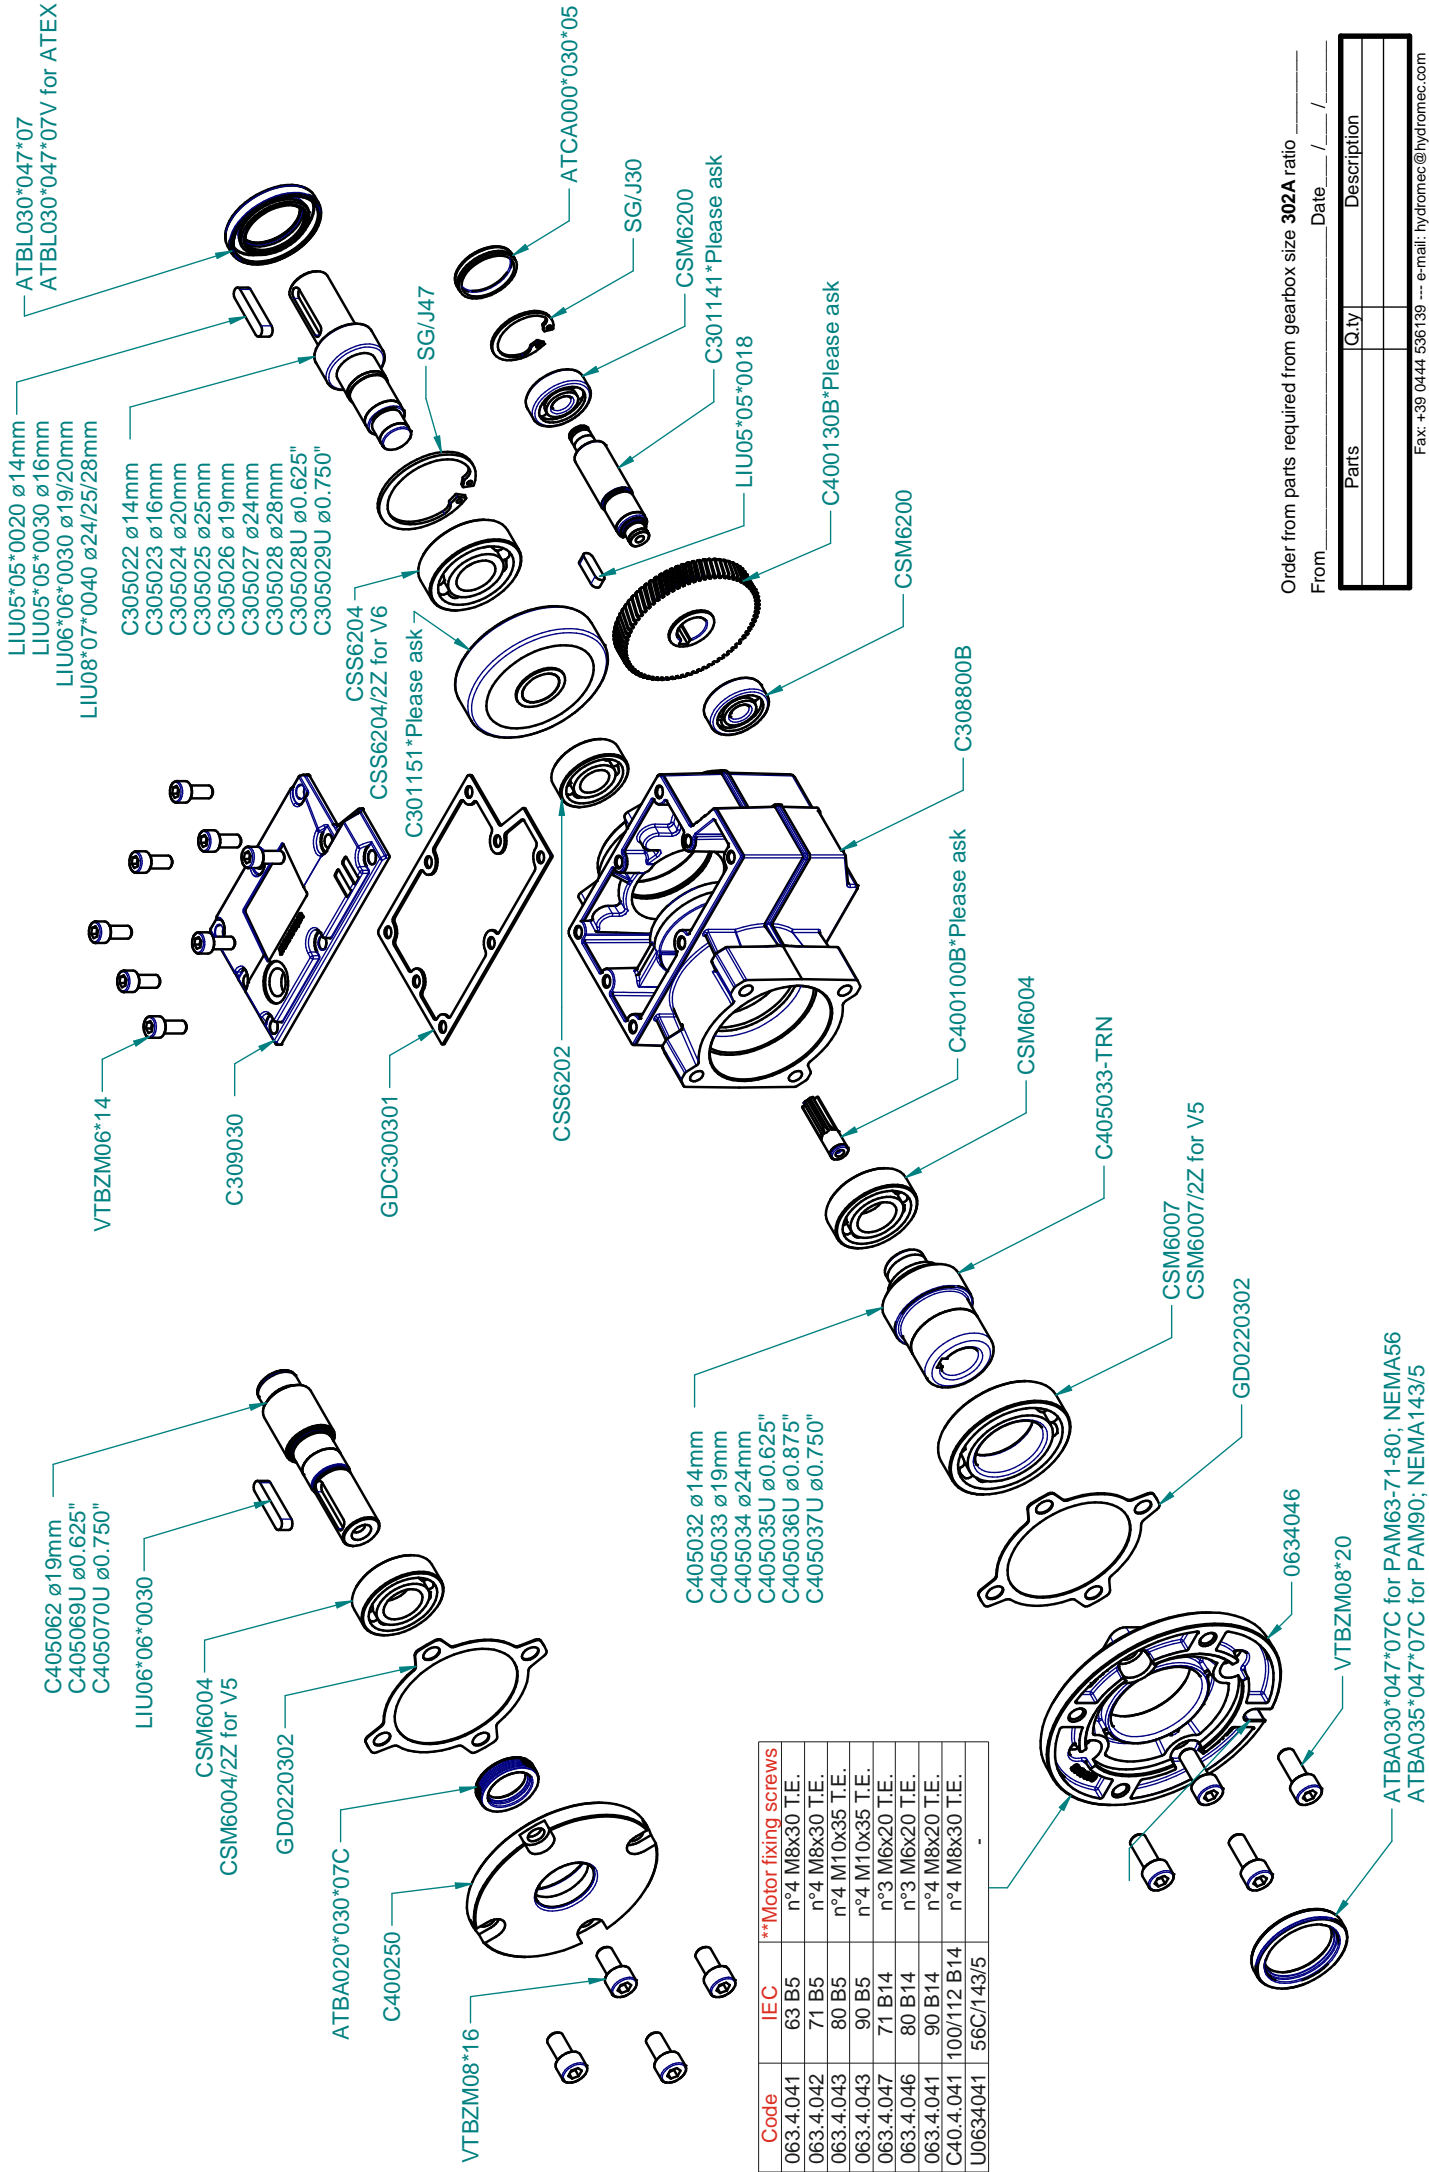 ATBL030*047*07
ATBL030*047*07V for ATEX
LIU05*05*0020 ø14mm
LIU05*05*0030 ø16mm
LIU06*06*0030 ø19/20mm
LIU08*07*0040 ø24/25/28mm
C305022 ø14mm
C305023 ø16mm
C305024 ø20mm
C305025 ø25mm
C305026 ø19mm
C305027 ø24mm
C305028 ø28mm
C305028U ø0.625"
C305029U ø0.750"
SG/J47
CSS6204
CSS6204/2Z for V6
C301151*Please ask
ATCA000*030*05
SG/J30
CSM6200
C301141*Please ask
LIU05*05*0018
C400130B*Please ask
CSM6200
C308800B
VTBZM06*14
C309030
GDC300301
CSS6202
C400100B*Please ask
CSM6004
C405033-TRN
CSM6007
CSM6007/2Z for V5
GD0220302
0634046
VTBZM08*20
ATBA030*047*07C for PAM63-71-80; NEMA56
ATBA035*047*07C for PAM90; NEMA143/5
C405032 ø14mm
C405033 ø19mm
C405034 ø24mm
C405035U ø0.625"
C405036U ø0.875"
C405037U ø0.750"
C405062 ø19mm
C405069U ø0.625"
C405070U ø0.750"
LIU06*06*0030
CSM6004
CSM6004/2Z for V5
GD0220302
ATBA020*030*07C
C400250
VTBZM08*16
Code IEC **Motor fixing screws
063.4.041 63 B5 n°4 M8x30 T.E.
063.4.042 71 B5 n°4 M8x30 T.E.
063.4.043 80 B5 n°4 M10x35 T.E.
063.4.043 90 B5 n°4 M10x35 T.E.
063.4.047 71 B14 n°3 M6x20 T.E.
063.4.046 80 B14 n°3 M6x20 T.E.
063.4.041 90 B14 n°4 M8x20 T.E.
C40.4.041 100/112 B14 n°4 M8x30 T.E.
U0634041 56C/143/5 -
Order from parts required from gearbox size 302A ratio ________
From______________________________ Date____ /____ /______
Parts Q.ty Description
Fax: +39 0444 536139 --- e-mail: hydromec@hydromec.com